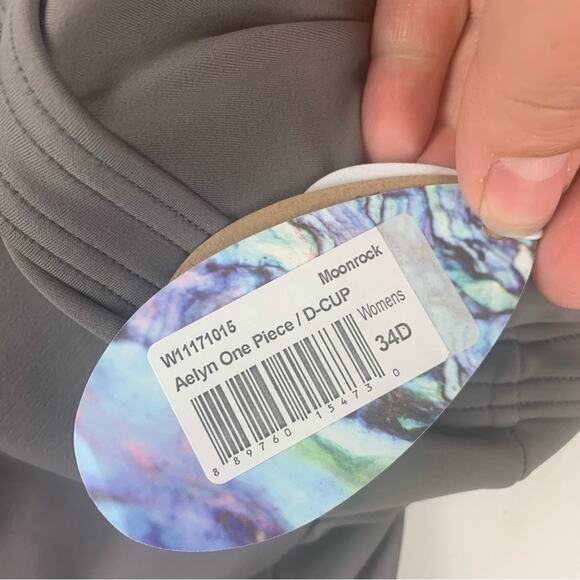 W11171015 Moonrock
Aelyn One Piece / D-CUP Womens
34D
8 89760 15473 0